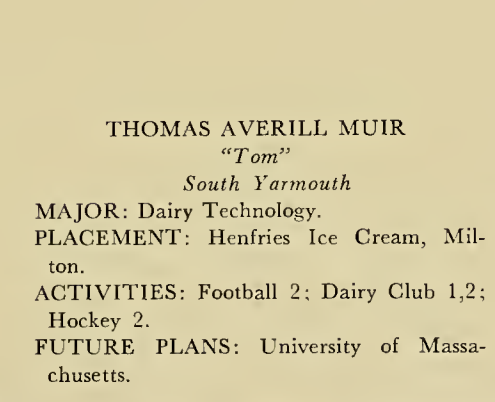 THOMAS AVERILL MUIR
"Tom"
South Yarmouth
MAJOR: Dairy Technology.
PLACEMENT: Henfries Ice Cream, Mil-
ton.
ACTIVITIES: Football 2; Dairy Club 1,2;
Hockey 2.
FUTURE PLANS: University of Massa-
chusetts.